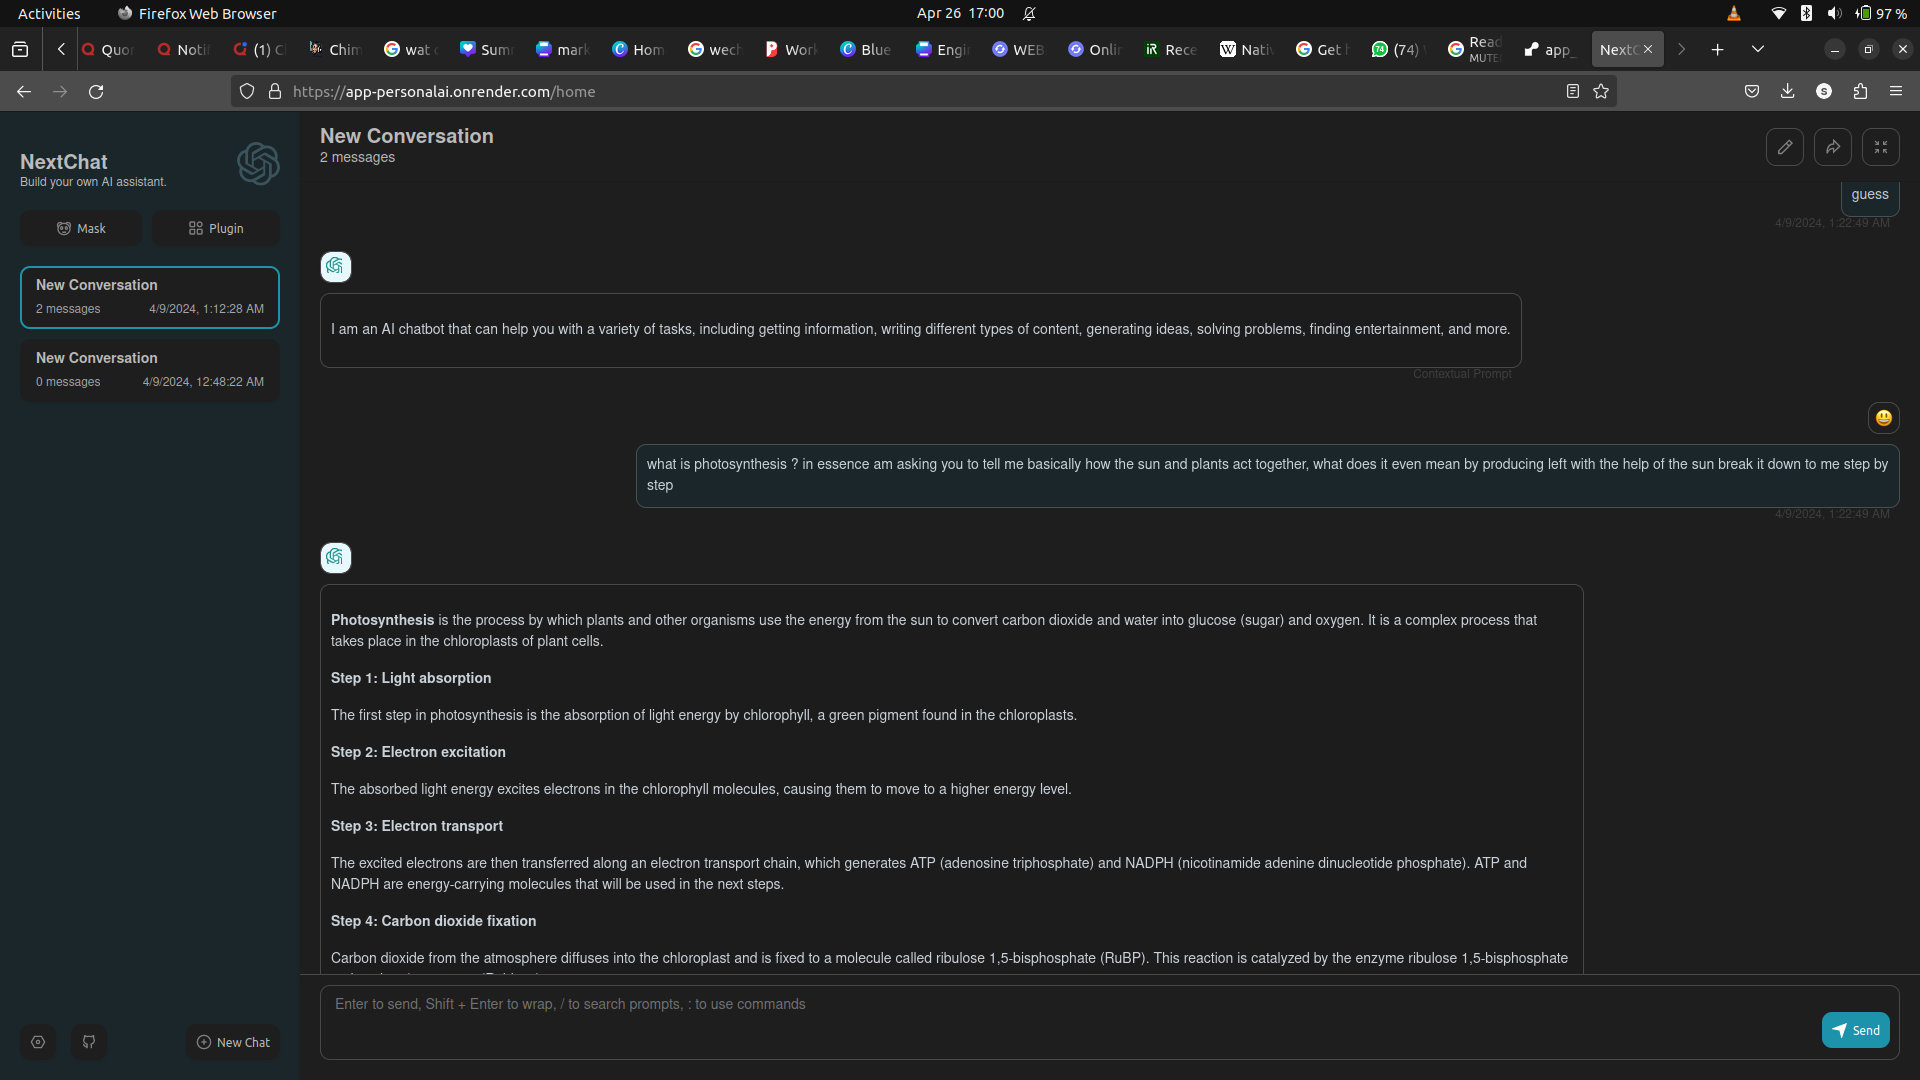 Activities Firefox Web Browser Apr 26 17:00 97 %
Quor Notif (1) C Chim wat Sum mark Hom wech Work Blue Engi WEB Onli Rece Nativ Get (74) Read MUTE app_ NextC
https://app-personalai.onrender.com/home
NextChat
Build your own AI assistant.
Mask Plugin
New Conversation
2 messages 4/9/2024, 1:12:28 AM
New Conversation
0 messages 4/9/2024, 12:48:22 AM
New Chat
New Conversation
2 messages
guess
4/9/2024, 1:22:49 AM
I am an AI chatbot that can help you with a variety of tasks, including getting information, writing different types of content, generating ideas, solving problems, finding entertainment, and more.
Contextual Prompt
what is photosynthesis ? in essence am asking you to tell me basically how the sun and plants act together, what does it even mean by producing left with the help of the sun break it down to me step by
step
4/9/2024, 1:22:49 AM
Photosynthesis is the process by which plants and other organisms use the energy from the sun to convert carbon dioxide and water into glucose (sugar) and oxygen. It is a complex process that
takes place in the chloroplasts of plant cells.
Step 1: Light absorption
The first step in photosynthesis is the absorption of light energy by chlorophyll, a green pigment found in the chloroplasts.
Step 2: Electron excitation
The absorbed light energy excites electrons in the chlorophyll molecules, causing them to move to a higher energy level.
Step 3: Electron transport
The excited electrons are then transferred along an electron transport chain, which generates ATP (adenosine triphosphate) and NADPH (nicotinamide adenine dinucleotide phosphate). ATP and
NADPH are energy-carrying molecules that will be used in the next steps.
Step 4: Carbon dioxide fixation
Carbon dioxide from the atmosphere diffuses into the chloroplast and is fixed to a molecule called ribulose 1,5-bisphosphate (RuBP). This reaction is catalyzed by the enzyme ribulose 1,5-bisphosphate
Enter to send, Shift + Enter to wrap, / to search prompts, : to use commands
Send